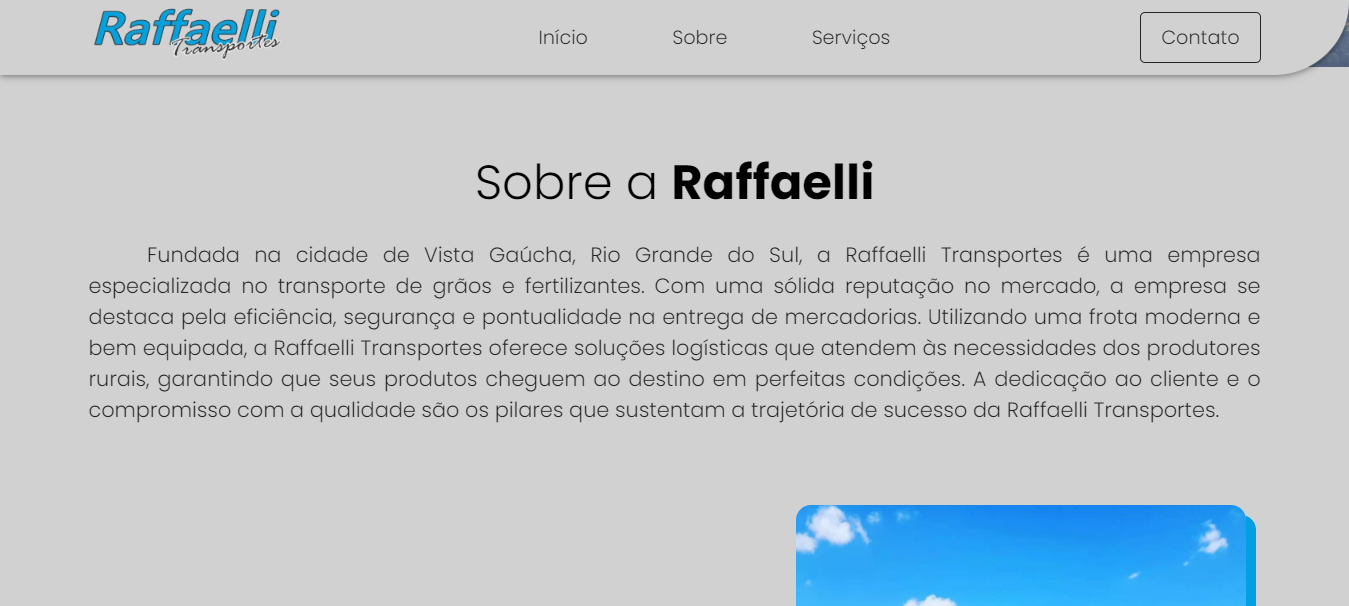 Raffaelli
Transportes
Início
Sobre
Serviços
Contato
Sobre a Raffaelli
Fundada na cidade de Vista Gaúcha, Rio Grande do Sul, a Raffaelli Transportes é uma empresa
especializada no transporte de grãos e fertilizantes. Com uma sólida reputação no mercado, a empresa se
destaca pela eficiência, segurança e pontualidade na entrega de mercadorias. Utilizando uma frota moderna e
bem equipada, a Raffaelli Transportes oferece soluções logísticas que atendem às necessidades dos produtores
rurais, garantindo que seus produtos cheguem ao destino em perfeitas condições. A dedicação ao cliente e o
compromisso com a qualidade são os pilares que sustentam a trajetória de sucesso da Raffaelli Transportes.